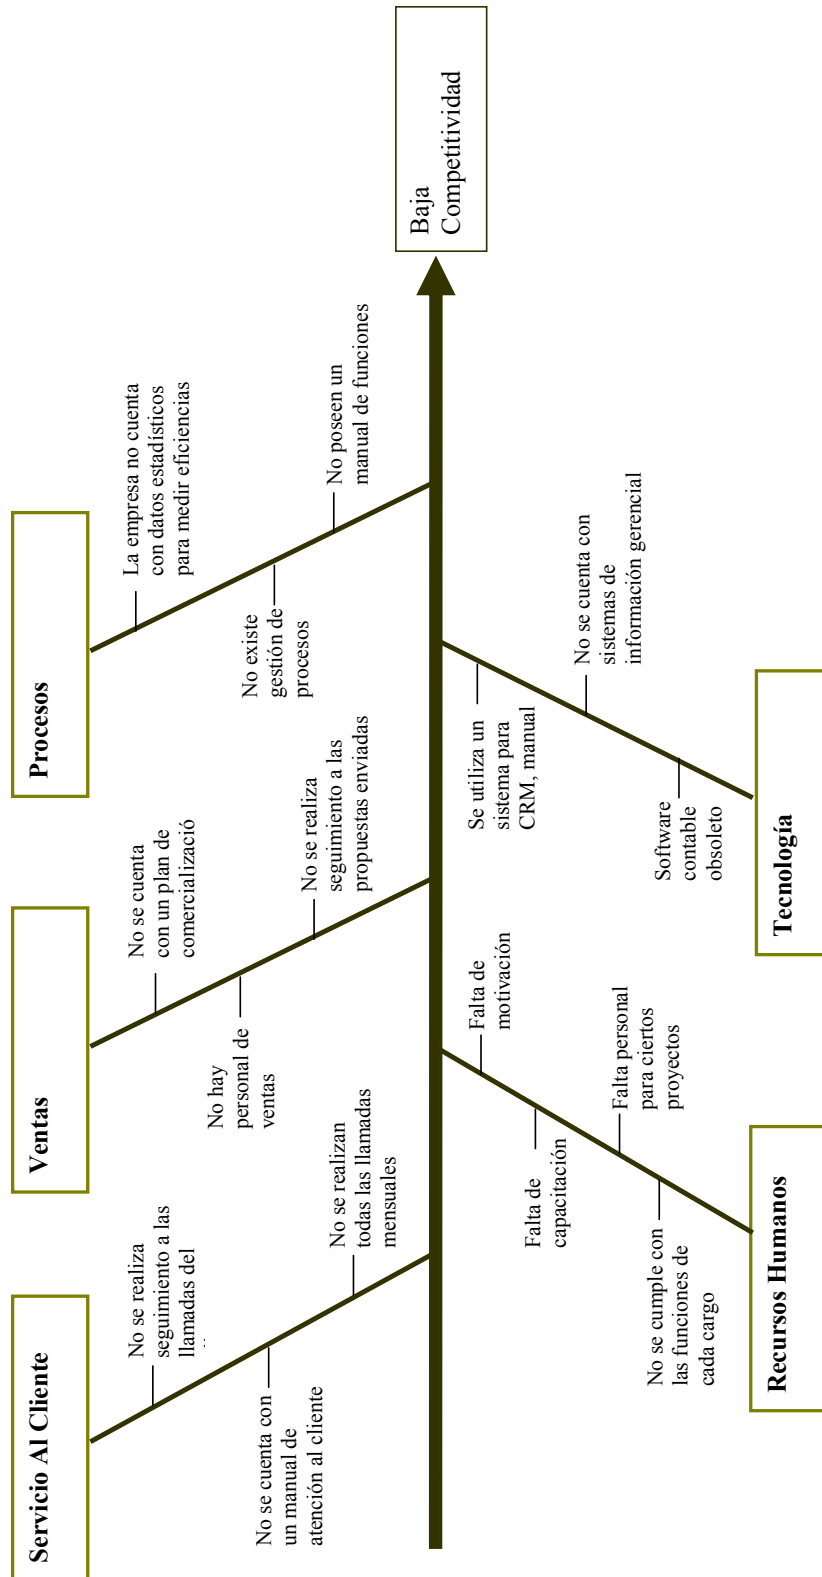 Servicio Al Cliente
No se realiza
seguimiento a las
llamadas del
No se cuenta con
un manual de
atención al cliente
No se realizan
todas las llamadas
mensuales
Ventas
No se cuenta
con un plan de
comercializació
No hay
personal de
ventas
No se realiza
seguimiento a las
propuestas enviadas
Procesos
La empresa no cuenta
con datos estadísticos
para medir eficiencias
No existe
gestión de
procesos
No poseen un
manual de funciones
Baja
Competitividad
Recursos Humanos
Falta de
motivación
Falta de
capacitación
Falta personal
para ciertos
proyectos
No se cumple con
las funciones de
cada cargo
Tecnología
Se utiliza un
sistema para
CRM, manual
No se cuenta con
sistemas de
información gerencial
Software
contable
obsoleto